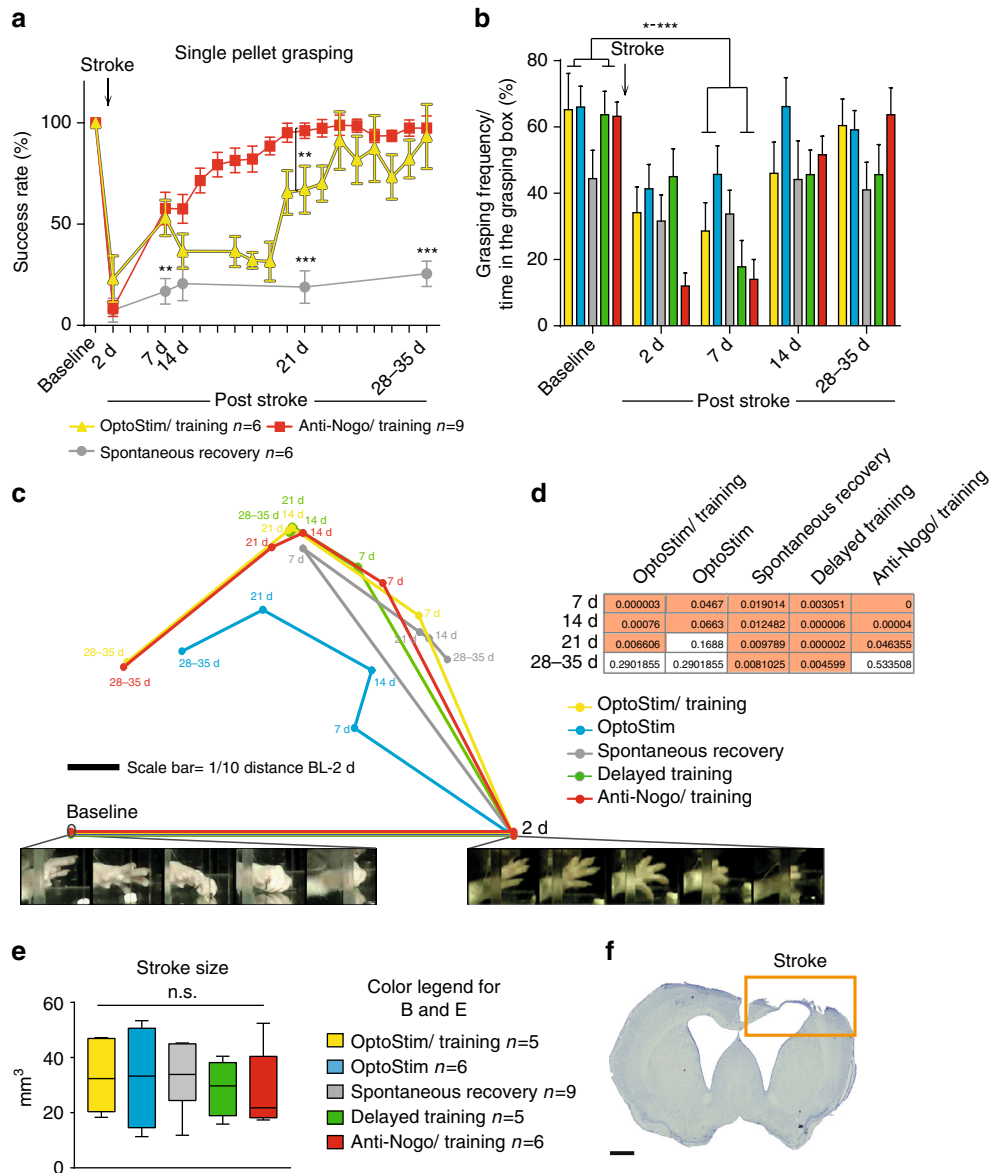 a
Single pellet grasping
Stroke
Success rate (%)
100
50
0
**
**
***
***
Baseline
2 d
7 d
14 d
21 d
28–35 d
Post stroke
OptoStim/ training n=6
Anti-Nogo/ training n=9
Spontaneous recovery n=6
b
*-***
Stroke
Grasping frequency/
time in the grasping box (%)
80
60
40
20
0
Baseline
2 d
7 d
14 d
28–35 d
Post stroke
c
21 d
28–35 d
14 d
21 d
14 d
14 d
21 d
7 d
7 d
7 d
7 d
21 d
14 d
28–35 d
21 d
28–35 d
28–35 d
28–35 d
14 d
7 d
Scale bar= 1/10 distance BL-2 d
Baseline
2 d
d
OptoStim/ training
OptoStim
Spontaneous recovery
Delayed training
Anti-Nogo/ training
7 d 0.000003 0.0467 0.019014 0.003051 0
14 d 0.00076 0.0663 0.012482 0.000006 0.00004
21 d 0.006606 0.1688 0.009789 0.000002 0.046355
28–35 d 0.2901855 0.2901855 0.0081025 0.004599 0.533508
OptoStim/ training
OptoStim
Spontaneous recovery
Delayed training
Anti-Nogo/ training
e
Stroke size
n.s.
mm³
60
40
20
0
Color legend for
B and E
OptoStim/ training n=5
OptoStim n=6
Spontaneous recovery n=9
Delayed training n=5
Anti-Nogo/ training n=6
f
Stroke